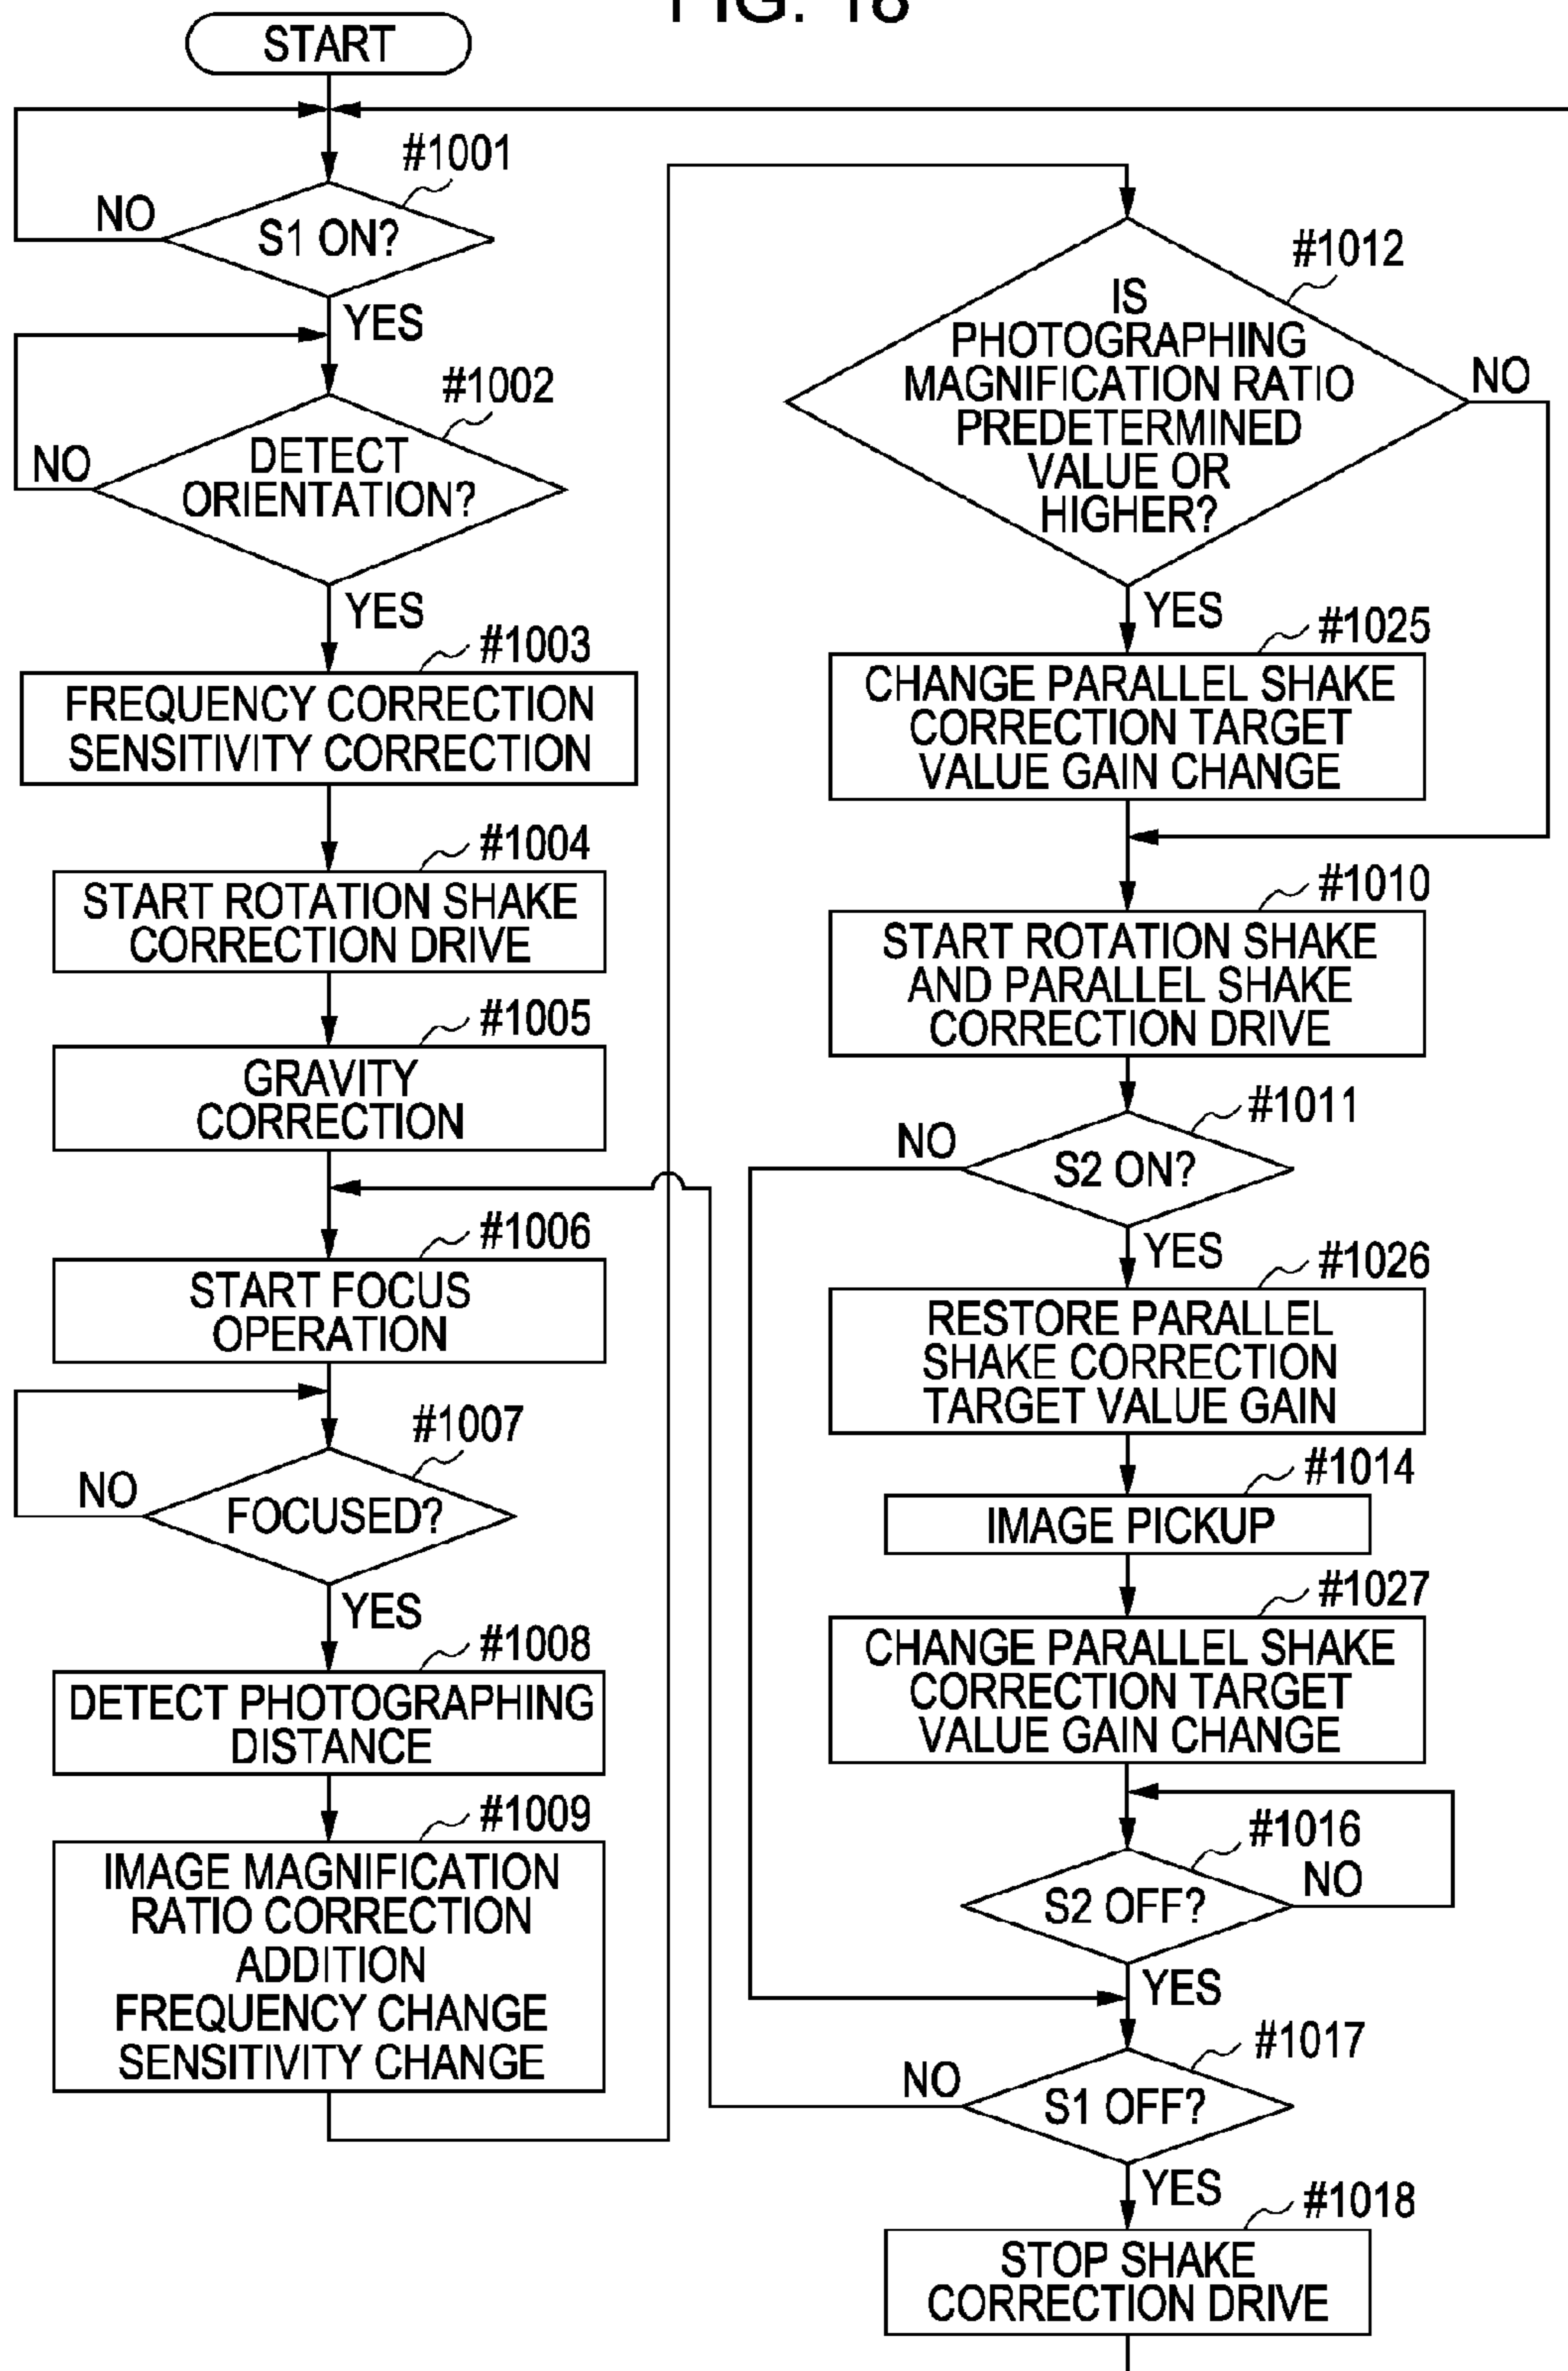 FIG. 18
START
#1001
S1 ON?
NO
YES
#1002
DETECT
ORIENTATION?
NO
YES
#1003
FREQUENCY CORRECTION
SENSITIVITY CORRECTION
#1004
START ROTATION SHAKE
CORRECTION DRIVE
#1005
GRAVITY
CORRECTION
#1006
START FOCUS
OPERATION
#1007
FOCUSED?
NO
YES
#1008
DETECT PHOTOGRAPHING
DISTANCE
#1009
IMAGE MAGNIFICATION
RATIO CORRECTION
ADDITION
FREQUENCY CHANGE
SENSITIVITY CHANGE
#1012
IS
PHOTOGRAPHING
MAGNIFICATION RATIO
PREDETERMINED
VALUE OR
HIGHER?
NO
YES
#1025
CHANGE PARALLEL SHAKE
CORRECTION TARGET
VALUE GAIN CHANGE
#1010
START ROTATION SHAKE
AND PARALLEL SHAKE
CORRECTION DRIVE
#1011
S2 ON?
NO
YES
#1026
RESTORE PARALLEL
SHAKE CORRECTION
TARGET VALUE GAIN
#1014
IMAGE PICKUP
#1027
CHANGE PARALLEL SHAKE
CORRECTION TARGET
VALUE GAIN CHANGE
#1016
S2 OFF?
NO
YES
#1017
S1 OFF?
NO
YES
#1018
STOP SHAKE
CORRECTION DRIVE